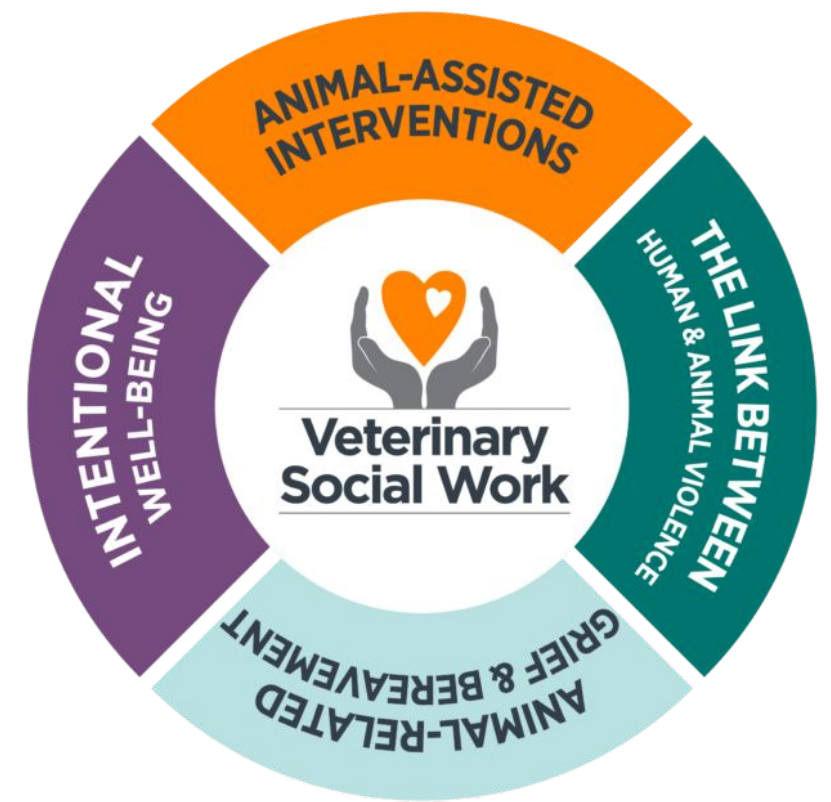 ANIMAL-ASSISTED
INTERVENTIONS
THE LINK BETWEEN
HUMAN & ANIMAL VIOLENCE
ANIMAL-RELATED
GRIEF & BEREAVEMENT
INTENTIONAL
WELL-BEING
Veterinary
Social Work